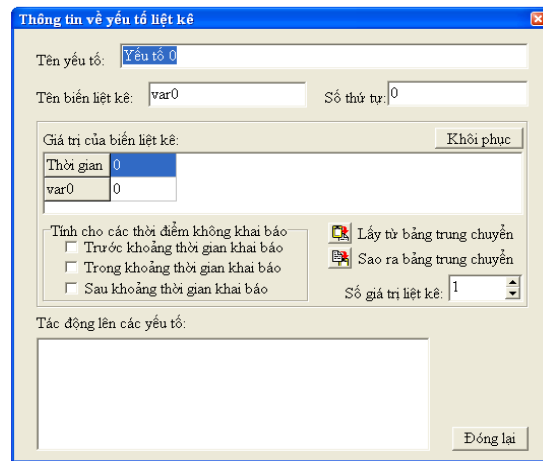 Thông tin về yếu tố liệt kê
Tên yếu tố: Yếu tố 0
Tên biến liệt kê: var0 Số thứ tự: 0
Giá trị của biến liệt kê: Khôi phục
Thời gian 0
var0 0
Tính cho các thời điểm không khai báo
Trước khoảng thời gian khai báo
Trong khoảng thời gian khai báo
Sau khoảng thời gian khai báo
Lấy từ bảng trung chuyển
Sao ra bảng trung chuyển
Số giá trị liệt kê: 1
Tác động lên các yếu tố:
Đóng lại